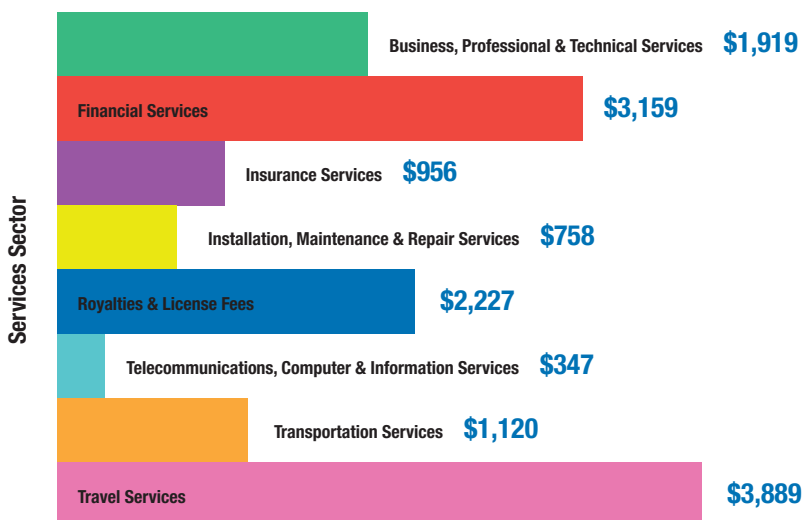 Services Sector
Business, Professional & Technical Services $1,919
Financial Services $3,159
Insurance Services $956
Installation, Maintenance & Repair Services $758
Royalties & License Fees $2,227
Telecommunications, Computer & Information Services $347
Transportation Services $1,120
Travel Services $3,889